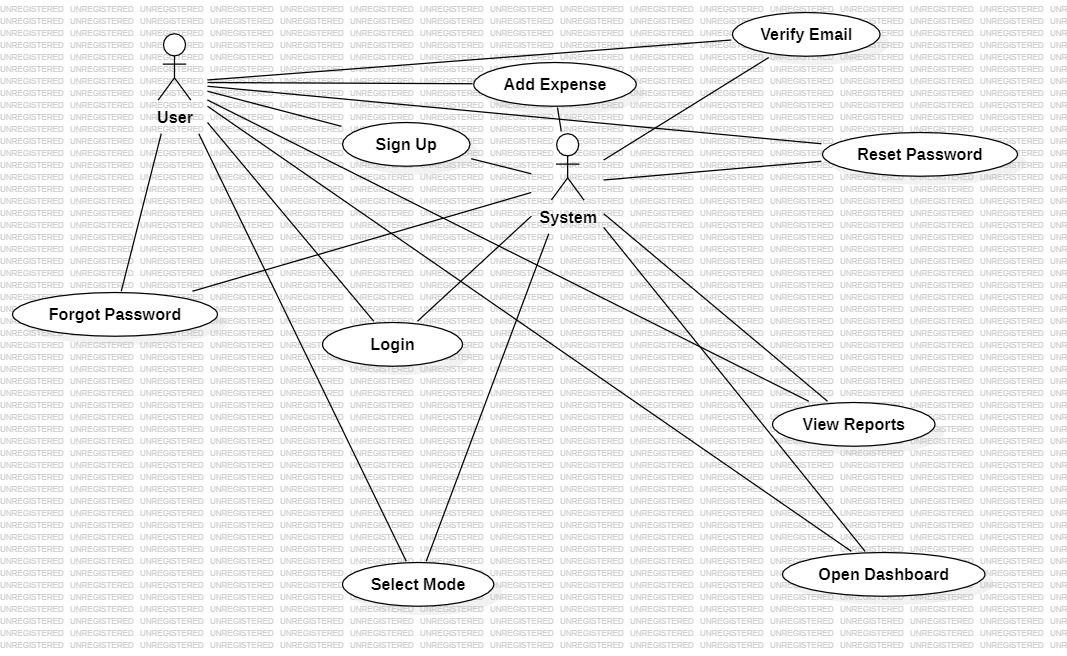 Verify Email
Add Expense
User
Sign Up
Reset Password
System
Forgot Password
Login
View Reports
Select Mode
Open Dashboard
UNREGISTERED